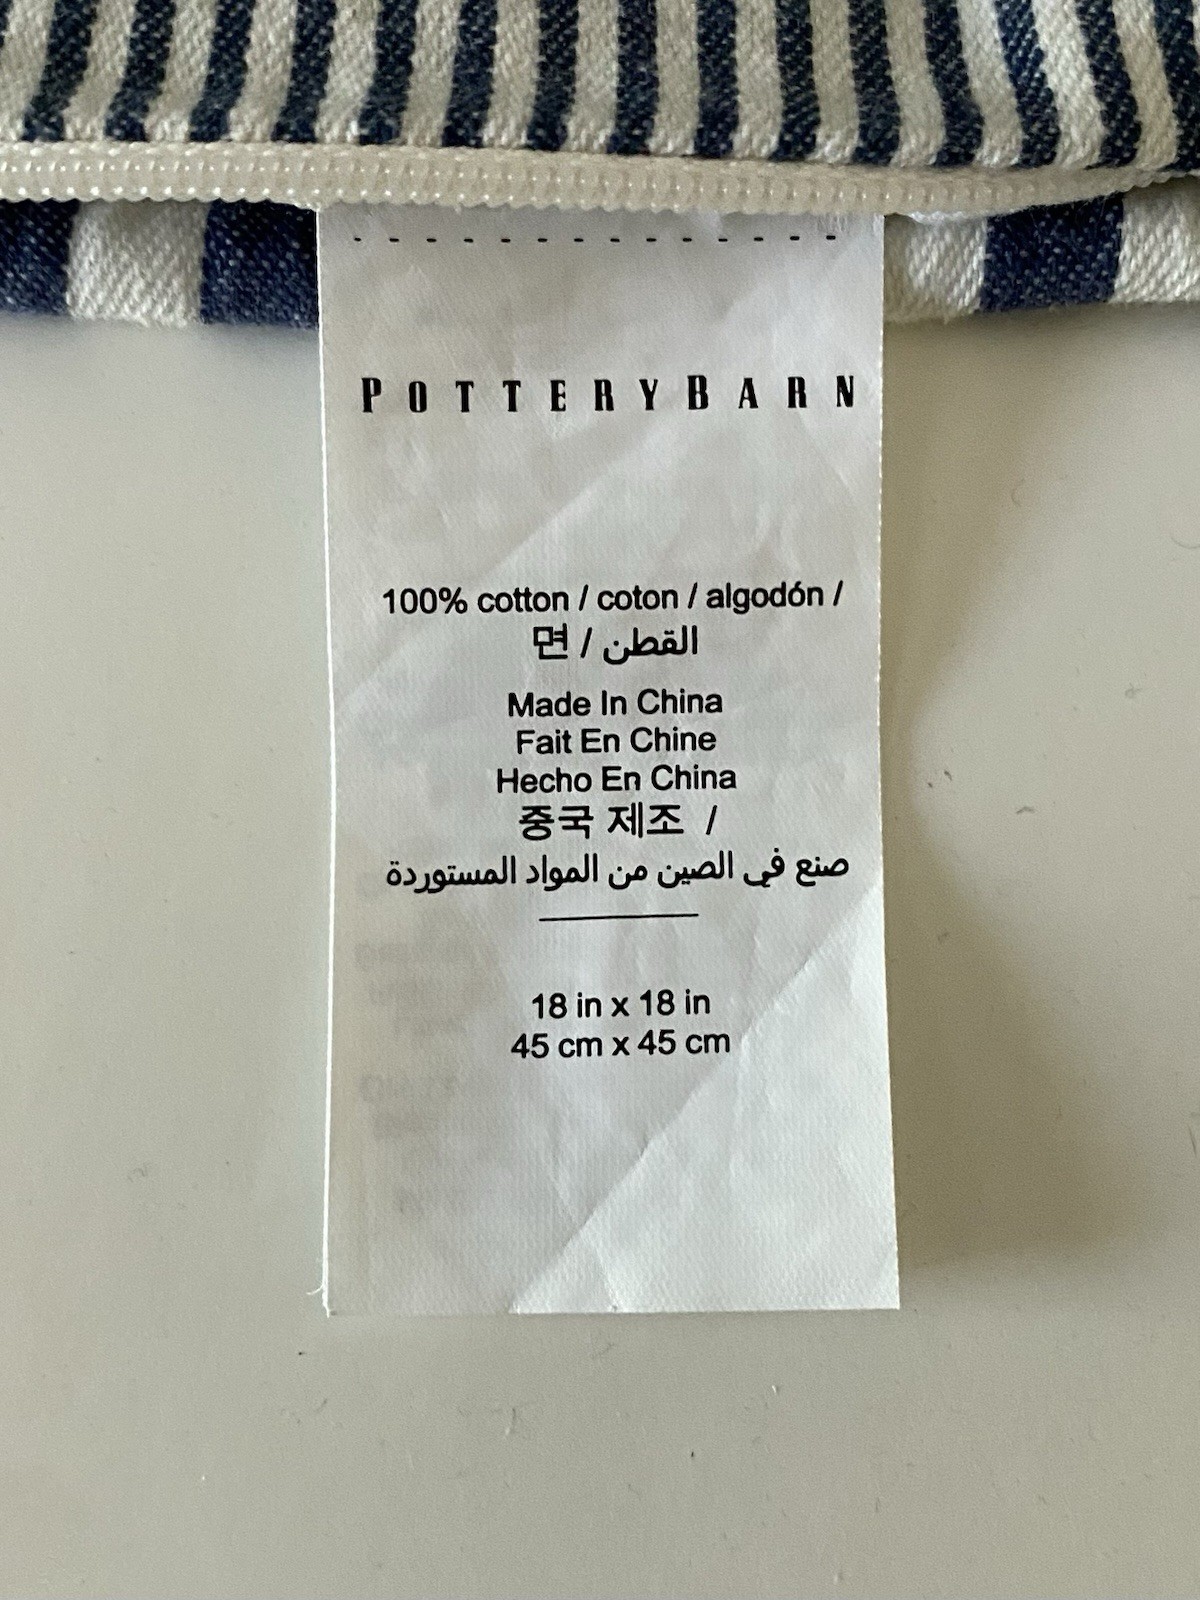 POTTERYBARN
100% cotton / coton / algodón /
면 / القطن
Made In China
Fait En Chine
Hecho En China
중국 제조 /
صنع في الصين من المواد المستوردة
18 in x 18 in
45 cm x 45 cm